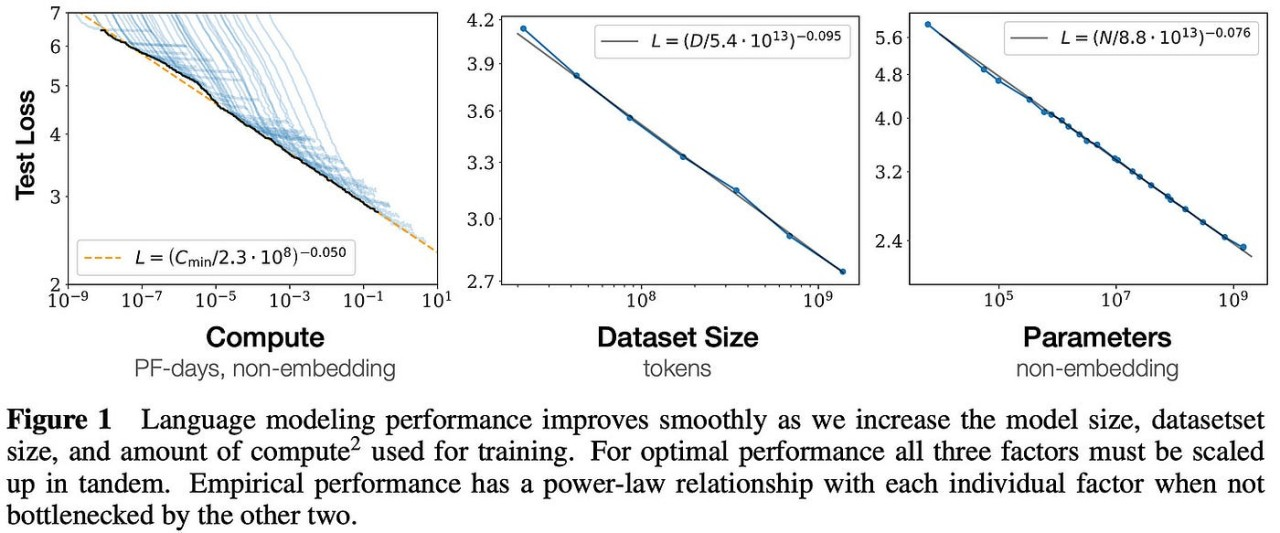 Test Loss
7
6
5
4
3
2
L = (C_min/2.3 · 10^8)^−0.050
10^−9 10^−7 10^−5 10^−3 10^−1 10^1
Compute
PF-days, non-embedding
4.2
3.9
3.6
3.3
3.0
2.7
L = (D/5.4 · 10^13)^−0.095
10^8 10^9
Dataset Size
tokens
5.6
4.8
4.0
3.2
2.4
L = (N/8.8 · 10^13)^−0.076
10^5 10^7 10^9
Parameters
non-embedding
Figure 1 Language modeling performance improves smoothly as we increase the model size, datasetset
size, and amount of compute² used for training. For optimal performance all three factors must be scaled
up in tandem. Empirical performance has a power-law relationship with each individual factor when not
bottlenecked by the other two.